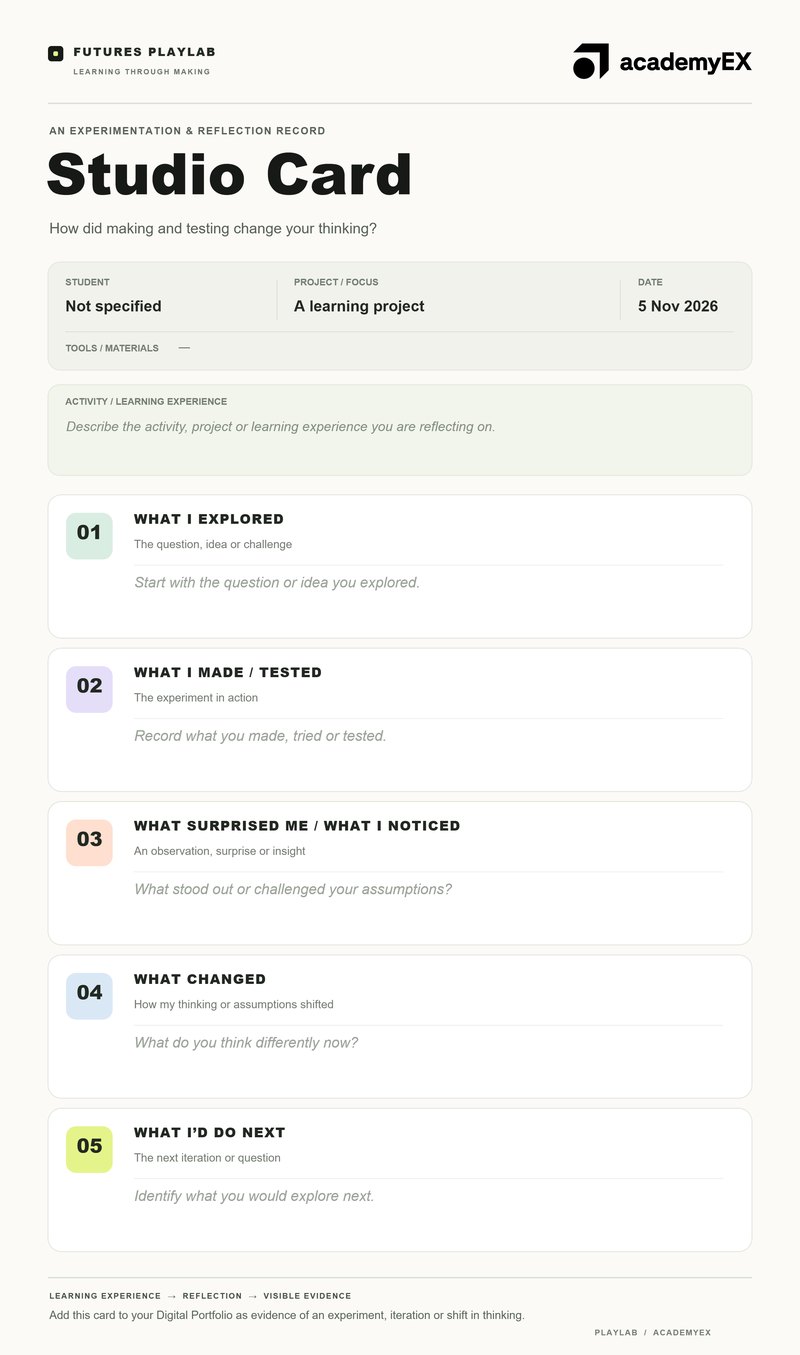 FUTURES PLAYLAB
LEARNING THROUGH MAKING
academyEX
AN EXPERIMENTATION & REFLECTION RECORD
Studio Card
How did making and testing change your thinking?
STUDENT
Not specified
PROJECT / FOCUS
A learning project
DATE
5 Nov 2026
TOOLS / MATERIALS —
ACTIVITY / LEARNING EXPERIENCE
Describe the activity, project or learning experience you are reflecting on.
01
WHAT I EXPLORED
The question, idea or challenge
Start with the question or idea you explored.
02
WHAT I MADE / TESTED
The experiment in action
Record what you made, tried or tested.
03
WHAT SURPRISED ME / WHAT I NOTICED
An observation, surprise or insight
What stood out or challenged your assumptions?
04
WHAT CHANGED
How my thinking or assumptions shifted
What do you think differently now?
05
WHAT I’D DO NEXT
The next iteration or question
Identify what you would explore next.
LEARNING EXPERIENCE → REFLECTION → VISIBLE EVIDENCE
Add this card to your Digital Portfolio as evidence of an experiment, iteration or shift in thinking.
PLAYLAB / ACADEMYEX